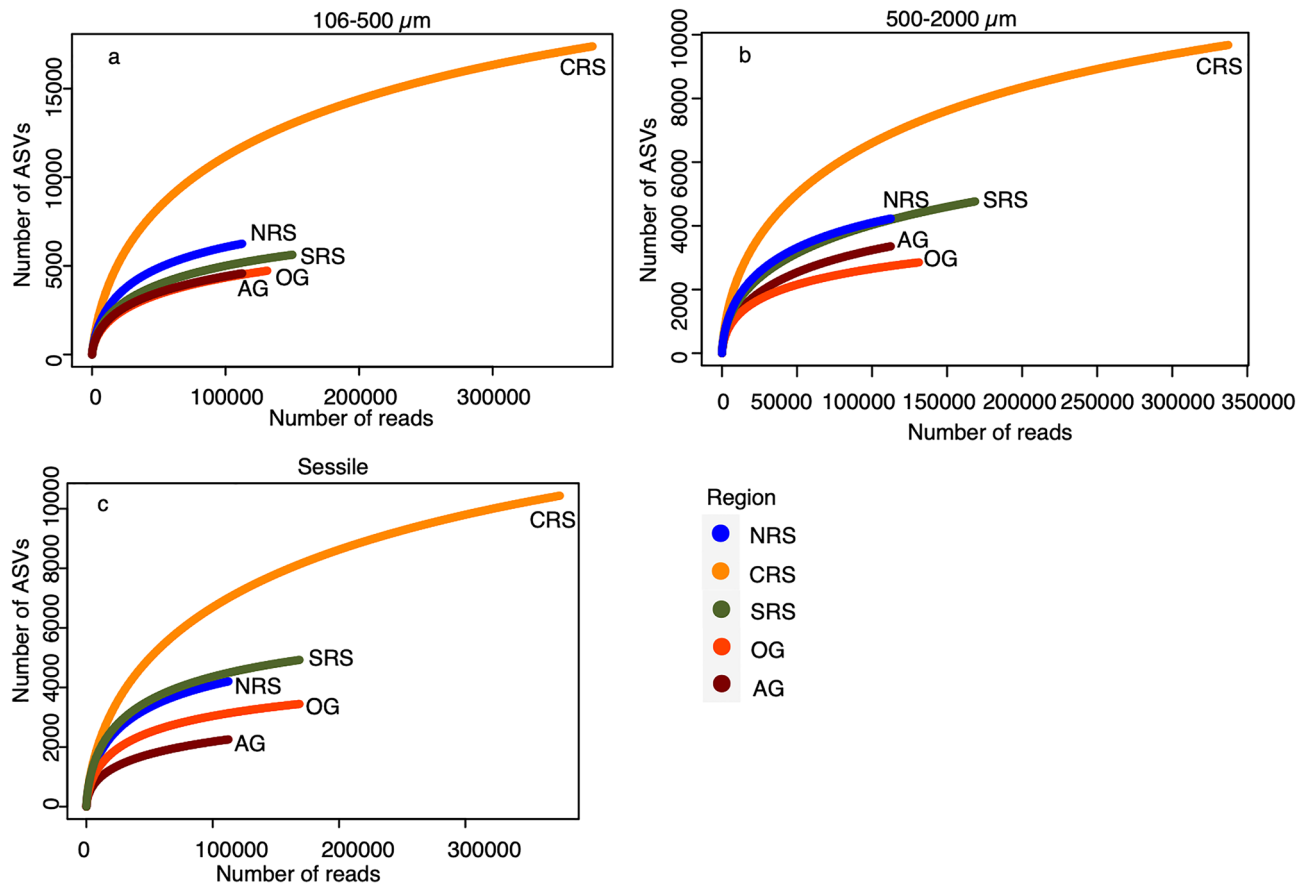 106-500 µm
a
Number of ASVs
0
5000
10000
15000
CRS
NRS
SRS
OG
AG
0 100000 200000 300000
Number of reads
500-2000 µm
b
Number of ASVs
0
2000
4000
6000
8000
10000
CRS
NRS
SRS
AG
OG
0 50000 100000 150000 200000 250000 300000 350000
Number of reads
Sessile
c
Number of ASVs
0
2000
4000
6000
8000
10000
CRS
SRS
NRS
OG
AG
0 100000 200000 300000
Number of reads
Region
NRS
CRS
SRS
OG
AG